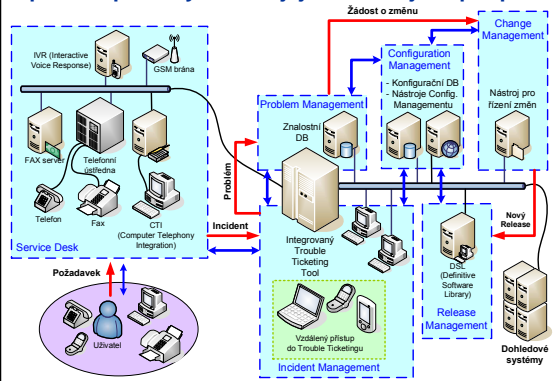 Žádost o změnu
Change
Management
IVR (Interactive
Voice Response)
GSM brána
Configuration
Management
- Konfigurační DB
- Nástroje Config.
Managementu
Nástroj pro
řízení změn
Problem Management
Znalostní
DB
FAX server
Telefonní
ústředna
Telefon
Fax
CTI
(Computer Telephony
Integration)
Service Desk
Problém
Incident
Požadavek
Uživatel
Integrovaný
Trouble
Ticketing
Tool
Vzdálený přístup
do Trouble Ticketingu
Incident Management
Nový
Release
DSL
(Definitive
Software
Library)
Release
Management
Dohledové
systémy